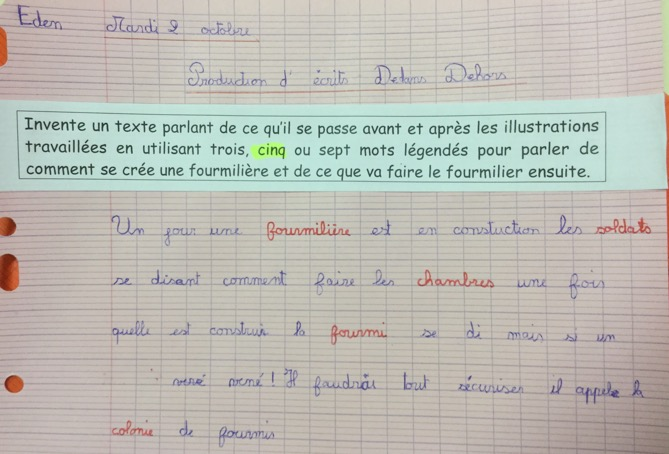 Eden Mardi 2 octobre
Production d'écrits Dedans Dehors
Invente un texte parlant de ce qu'il se passe avant et après les illustrations
travaillées en utilisant trois, cinq ou sept mots légendés pour parler de
comment se crée une fourmilière et de ce que va faire le fourmilier ensuite.
Un jour une fourmilière est en constuction les soldats
se disant comment faire les chambres une fois
quelle est construir la fourmi se di mais si un
mené! Il faudrai tout sécuriser il appele la
colonie de fourmis